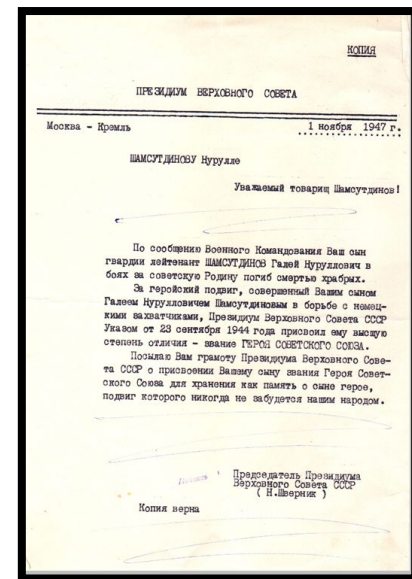 КОПИЯ
ПРЕЗИДИУМ ВЕРХОВНОГО СОВЕТА
Москва - Кремль
1 ноября 1947 г.
ШАМСУТДИНОВУ Нурулле
Уважаемый товарищ Шамсутдинов!
По сообщению Военного Командования Ваш сын
гвардии лейтенант ШАМСУТДИНОВ Галей Нуруллович в
боях за советскую Родину погиб смертью храбрых.
За геройский подвиг, совершенный Вашим сыном
Галеем Нурулловичем Шамсутдиновым в борьбе с немец-
кими захватчиками, Президиум Верховного Совета СССР
Указом от 23 сентября 1944 года присвоил ему высшую
степень отличия - звание ГЕРОЯ СОВЕТСКОГО СОЮЗА.
Посылаю Вам грамоту Президиума Верховного Сове-
та СССР о присвоении Вашему сыну звания Героя Совет-
ского Союза для хранения как память о сыне герое,
подвиг которого никогда не забудется нашим народом.
Председатель Президиума
Верховного Совета СССР
( Н.Шверник )
Копия верна